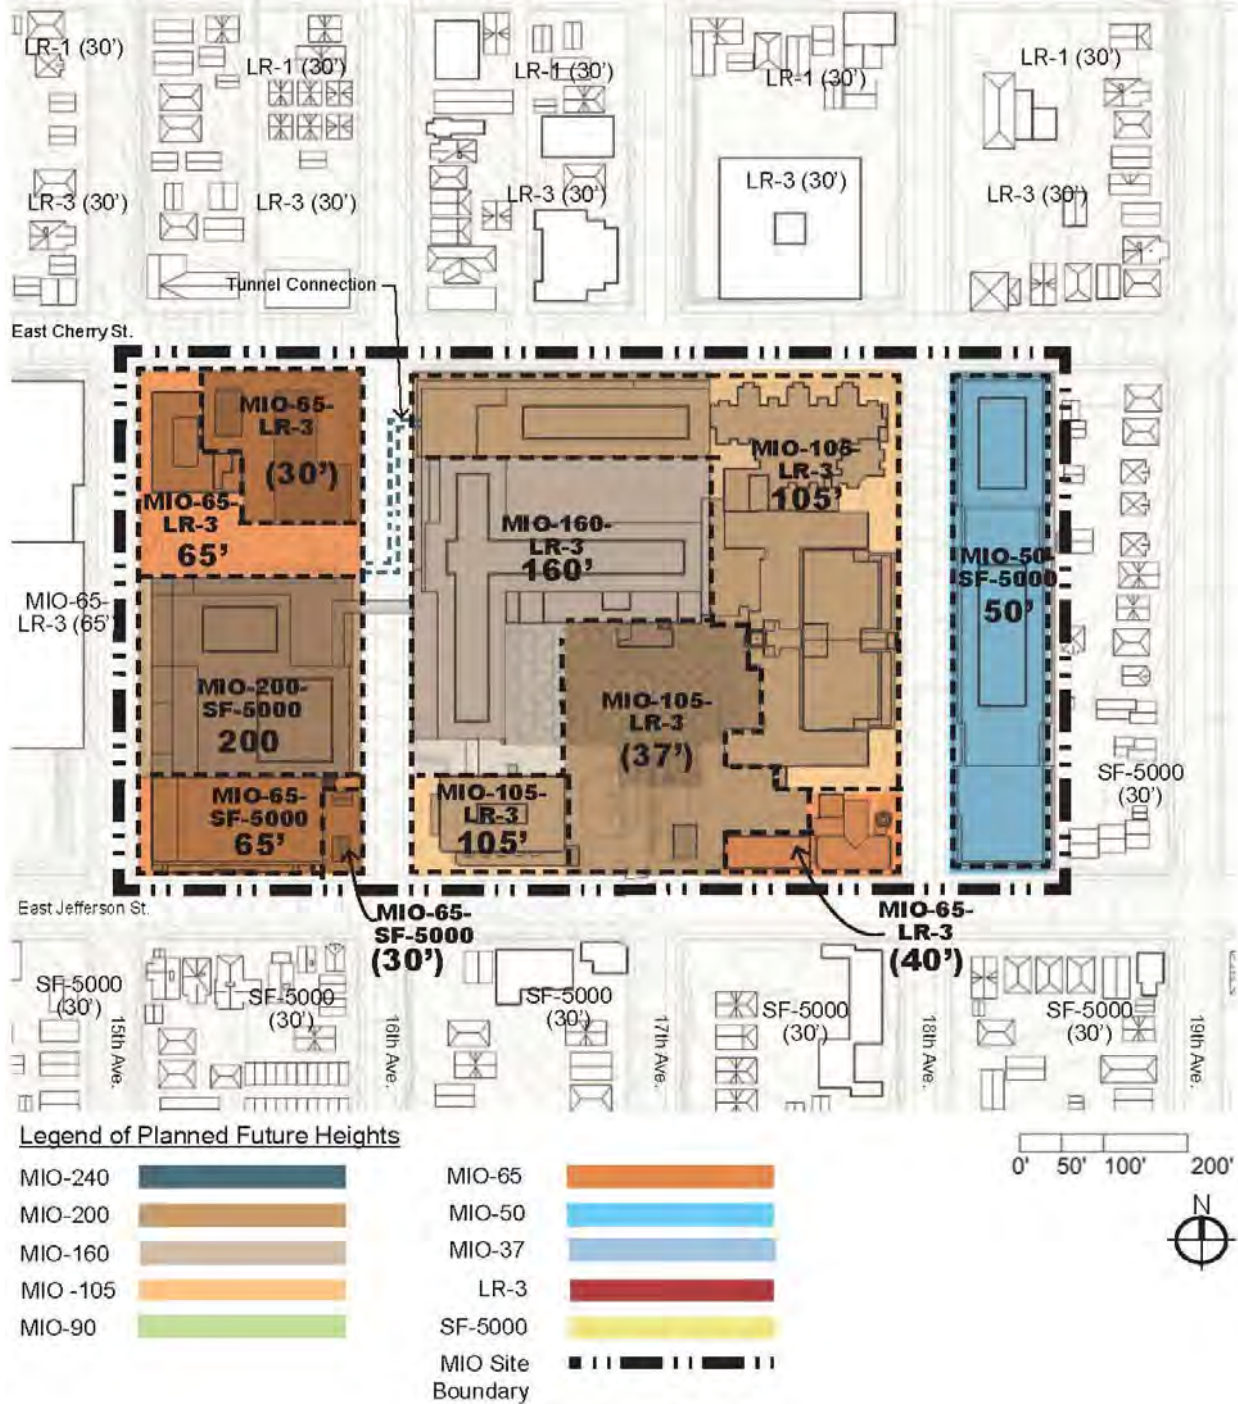 LR-1 (30')
LR-1 (30')
LR-1 (30')
LR-1 (30')
LR-1 (30')
LR-3 (30')
LR-3 (30')
LR-3 (30')
LR-3 (30')
LR-3 (30')
Tunnel Connection
East Cherry St.
MIO-65-
LR-3
(30')
MIO-65-
LR-3
65'
MIO-105-
LR-3
105'
MIO-160-
LR-3
160'
MIO-50-
SF-5000
50'
MIO-65-
LR-3 (65'
MIO-200-
SF-5000
200
MIO-105-
LR-3
(37')
MIO-65-
SF-5000
65'
MIO-105-
LR-3
105'
SF-5000
(30')
East Jefferson St.
MIO-65-
SF-5000
(30')
MIO-65-
LR-3
(40')
SF-5000
(30')
SF-5000
(30')
SF-5000
(30')
SF-5000
(30')
SF-5000
(30')
15th Ave.
16th Ave.
17th Ave.
18th Ave.
19th Ave.
Legend of Planned Future Heights
MIO-240
MIO-200
MIO-160
MIO -105
MIO-90
MIO-65
MIO-50
MIO-37
LR-3
SF-5000
MIO Site
Boundary
0' 50' 100' 200'
N